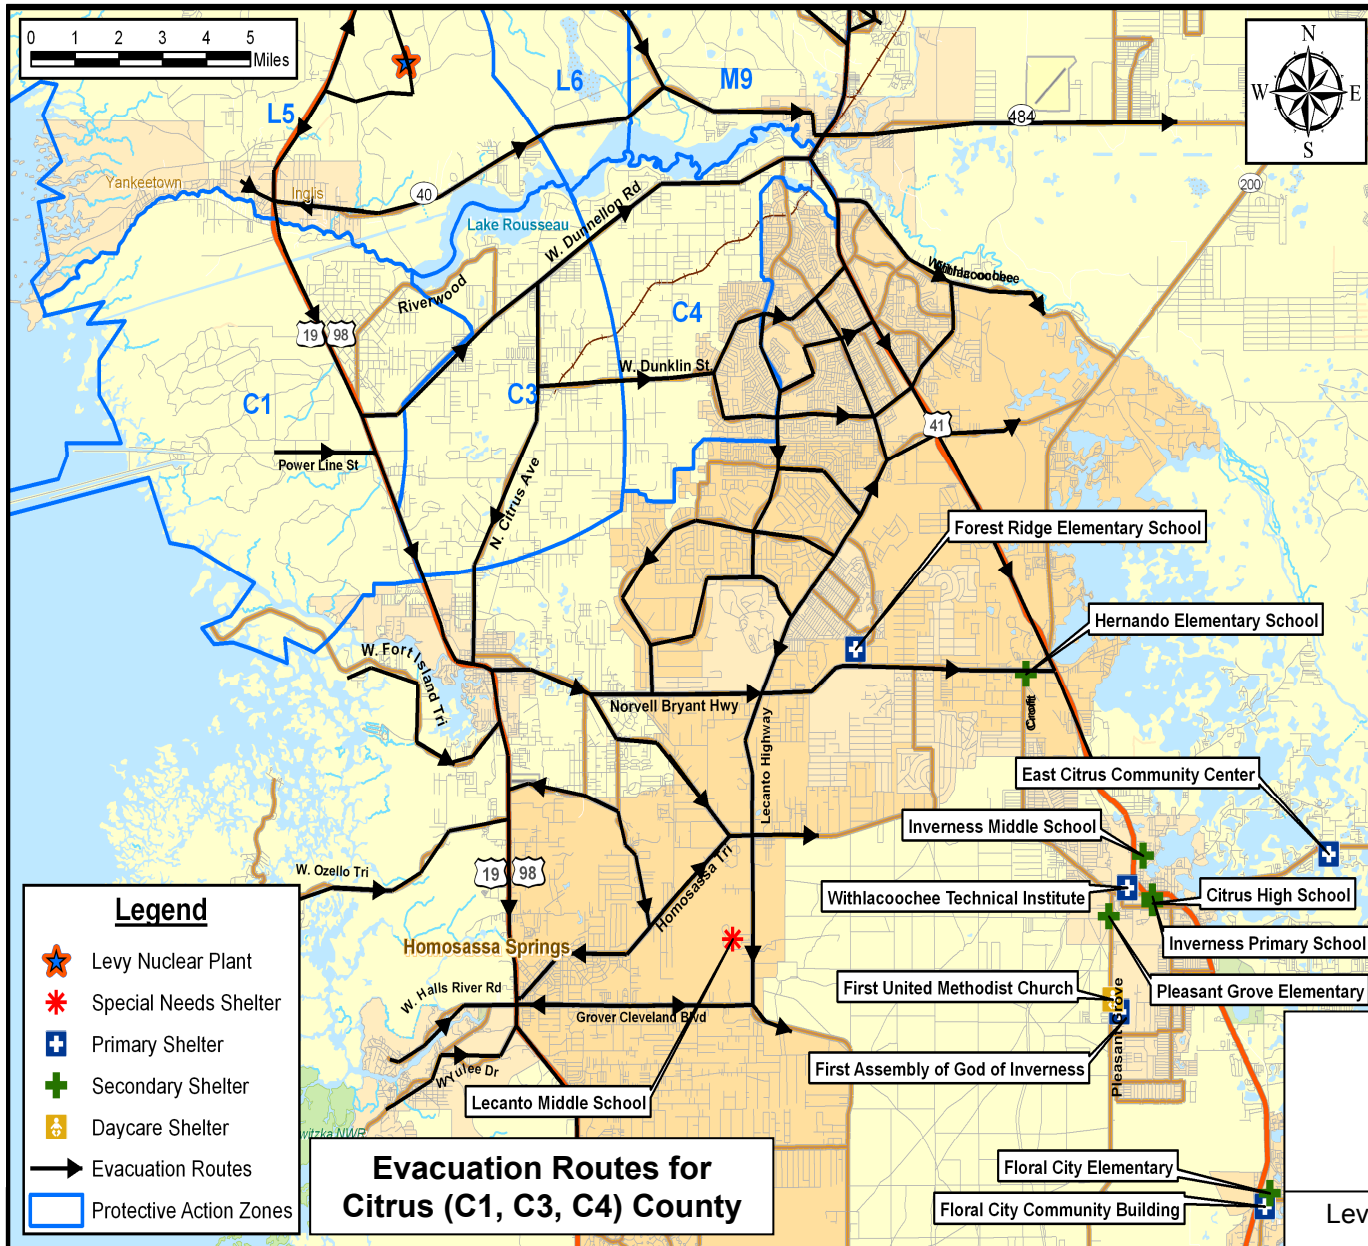 0 1 2 3 4 5
Miles
N
W E
S
L5
L6
M9
484
200
Yankeetown
Inglis
40
Lake Rousseau
W. Dunnellon Rd
Withlacoochee
Riverwood
19 98
C4
W. Dunklin St.
C3
C1
41
Power Line St
N. Citrus Ave
Forest Ridge Elementary School
Hernando Elementary School
W. Fort Island Trl
Norvell Bryant Hwy
Croft
Lecanto Highway
East Citrus Community Center
Inverness Middle School
Homosassa Trl
W. Ozello Trl
19 98
Withlacoochee Technical Institute
Citrus High School
Inverness Primary School
Homosassa Springs
Pleasant Grove Elementary
First United Methodist Church
W. Halls River Rd
Grover Cleveland Blvd
Pleasant Grove
First Assembly of God of Inverness
W Yulee Dr
Lecanto Middle School
witzka NWR
Floral City Elementary
Floral City Community Building
Legend
Levy Nuclear Plant
Special Needs Shelter
Primary Shelter
Secondary Shelter
Daycare Shelter
Evacuation Routes
Protective Action Zones
Evacuation Routes for
Citrus (C1, C3, C4) County
Lev